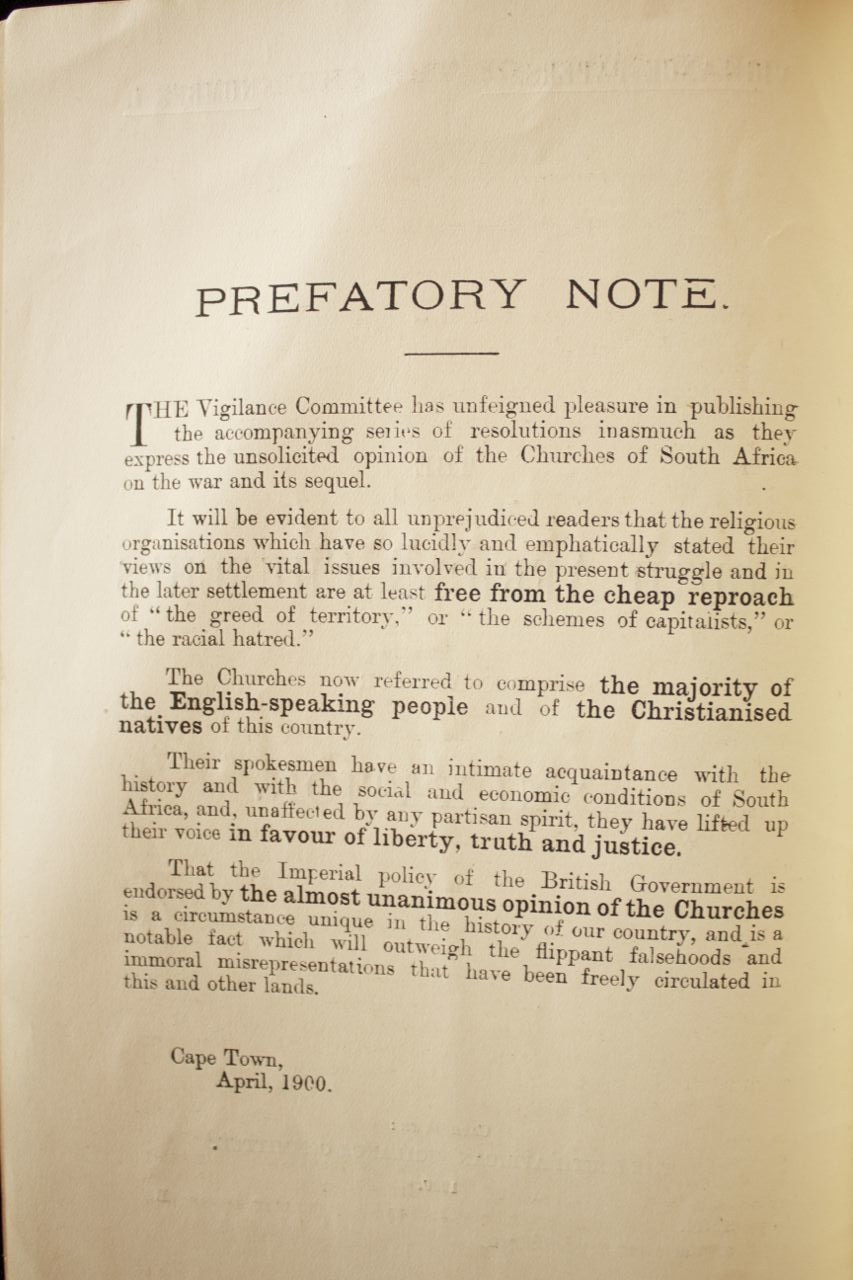 PREFATORY NOTE.
THE Vigilance Committee has unfeigned pleasure in publishing
the accompanying series of resolutions inasmuch as they
express the unsolicited opinion of the Churches of South Africa
on the war and its sequel.
It will be evident to all unprejudiced readers that the religious
organisations which have so lucidly and emphatically stated their
views on the vital issues involved in the present struggle and in
the later settlement are at least free from the cheap reproach
of “the greed of territory,” or “the schemes of capitalists,” or
“the racial hatred.”
The Churches now referred to comprise the majority of
the English-speaking people and of the Christianised
natives of this country.
Their spokesmen have an intimate acquaintance with the
history and with the social and economic conditions of South
Africa, and, unaffected by any partisan spirit, they have lifted up
their voice in favour of liberty, truth and justice.
That the Imperial policy of the British Government is
endorsed by the almost unanimous opinion of the Churches
is a circumstance unique in the history of our country, and is a
notable fact which will outweigh the flippant falsehoods and
immoral misrepresentations that have been freely circulated in
this and other lands.
Cape Town,
April, 1900.